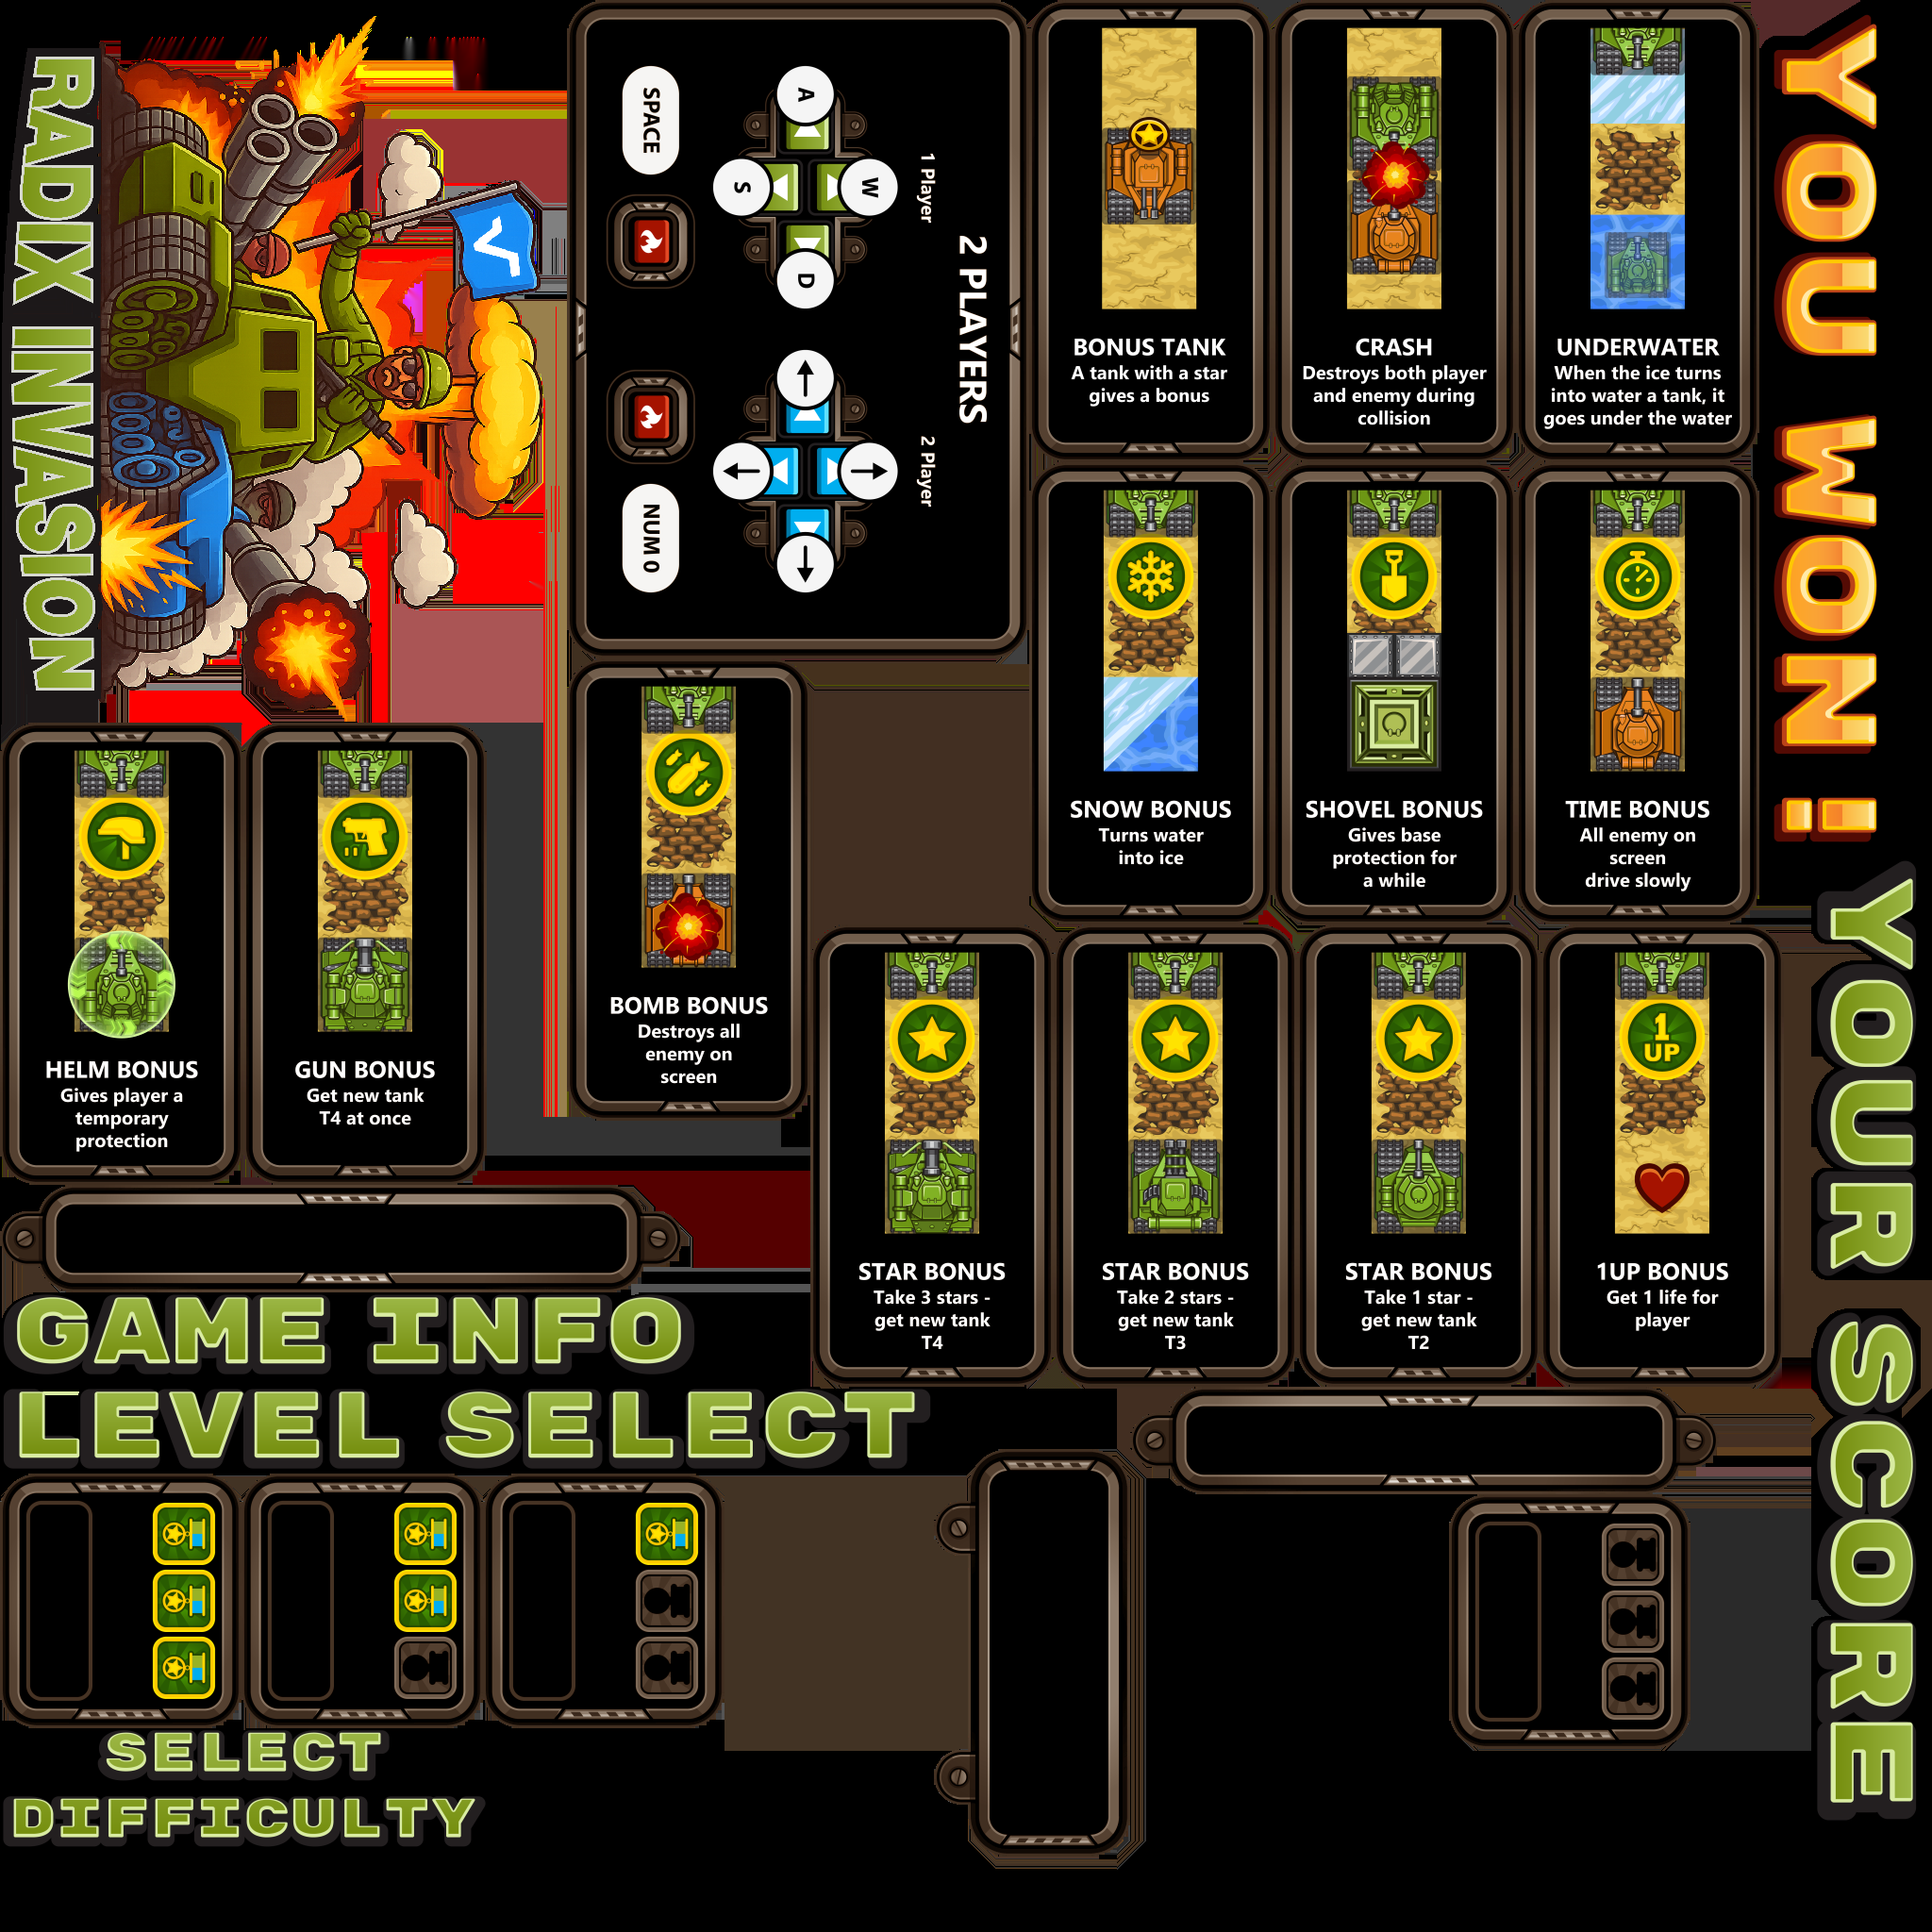 RADIX INVASION
2 PLAYERS
1 Player
A
W
S
D
SPACE
2 Player
NUM 0
BONUS TANK
A tank with a star
gives a bonus
CRASH
Destroys both player
and enemy during
collision
UNDERWATER
When the ice turns
into water a tank, it
goes under the water
YOU WON!
SNOW BONUS
Turns water
into ice
SHOVEL BONUS
Gives base
protection for
a while
TIME BONUS
All enemy on
screen
drive slowly
HELM BONUS
Gives player a
temporary
protection
GUN BONUS
Get new tank
T4 at once
BOMB BONUS
Destroys all
enemy on
screen
STAR BONUS
Take 3 stars -
get new tank
T4
STAR BONUS
Take 2 stars -
get new tank
T3
STAR BONUS
Take 1 star -
get new tank
T2
1
UP
1UP BONUS
Get 1 life for
player
YOUR SCORE
GAME INFO
LEVEL SELECT
SELECT
DIFFICULTY